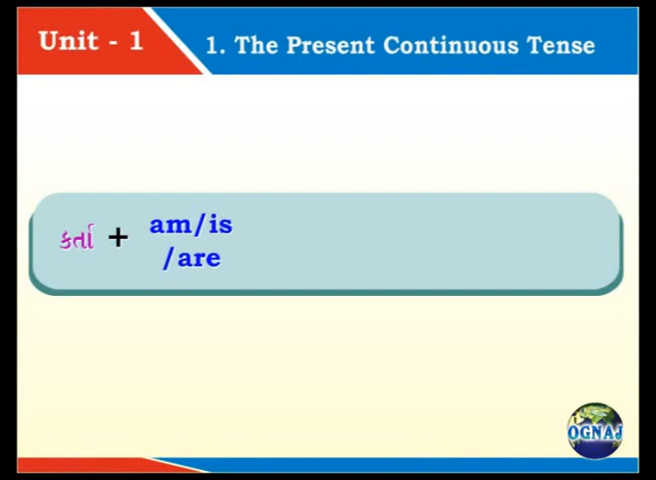 Unit - 1
1. The Present Continuous Tense
કર્તા + am/is
/are
OGNAJ